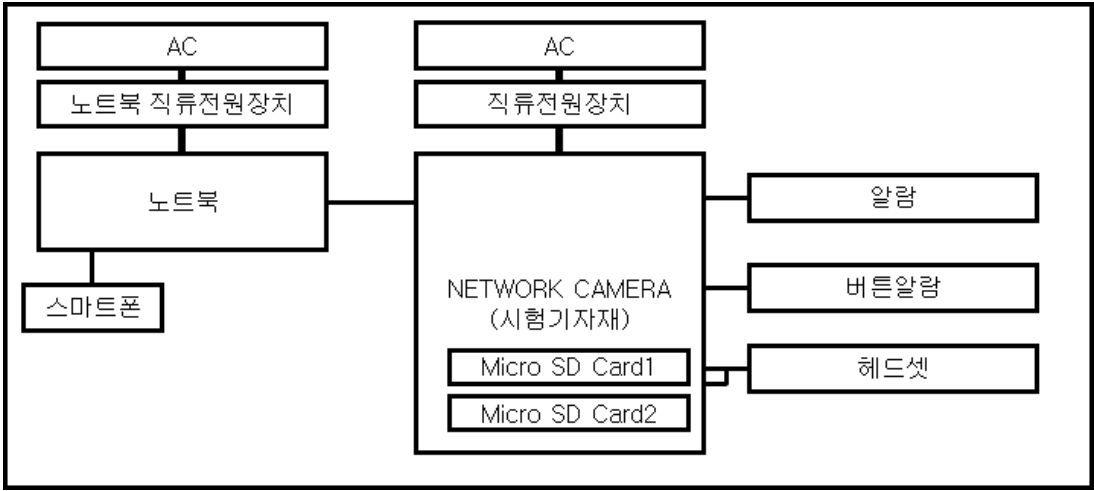 AC
AC
노트북 직류전원장치
직류전원장치
노트북
알람
스마트폰
NETWORK CAMERA
(시험기자재)
버튼알람
Micro SD Card1
헤드셋
Micro SD Card2